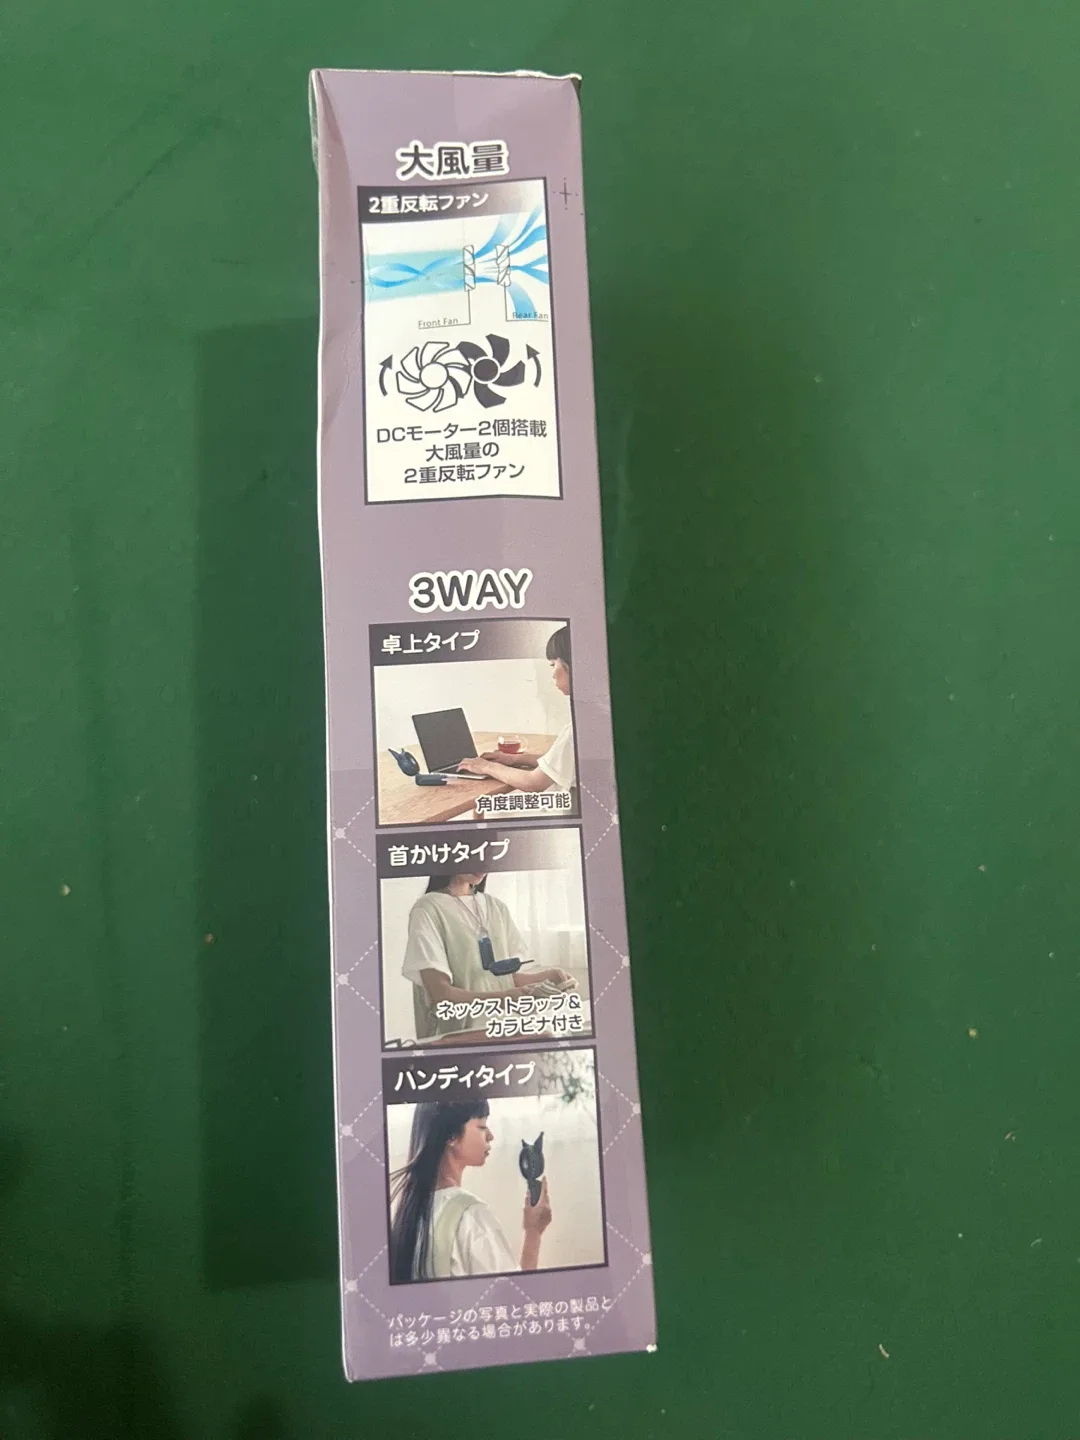 大風量
2重反転ファン
Front Fan
Rear Fan
DCモーター2個搭載
大風量の
2重反転ファン
3WAY
卓上タイプ
角度調整可能
首かけタイプ
ネックストラップ&
カラビナ付き
ハンディタイプ
パッケージの写真と実際の製品と
は多少異なる場合があります。